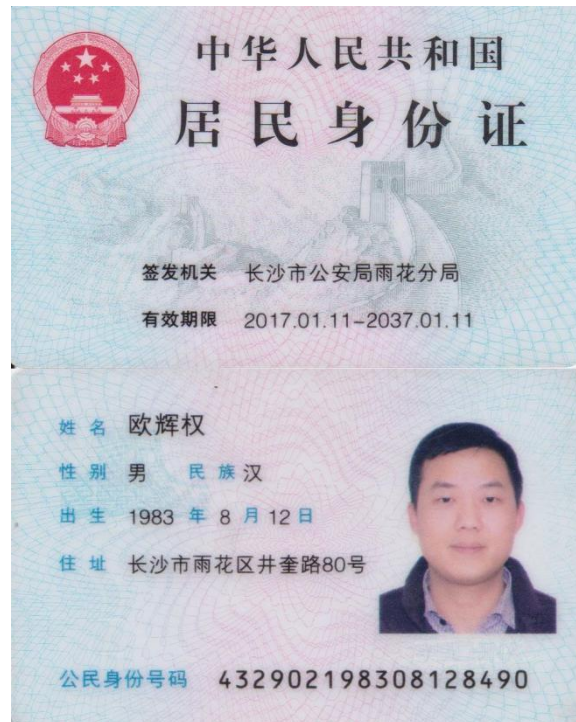 中华人民共和国
居民身份证
签发机关 长沙市公安局雨花分局
有效期限 2017.01.11-2037.01.11
姓名 欧辉权
性别 男 民族 汉
出生 1983 年 8 月 12 日
住址 长沙市雨花区井奎路80号
公民身份号码 432902198308128490